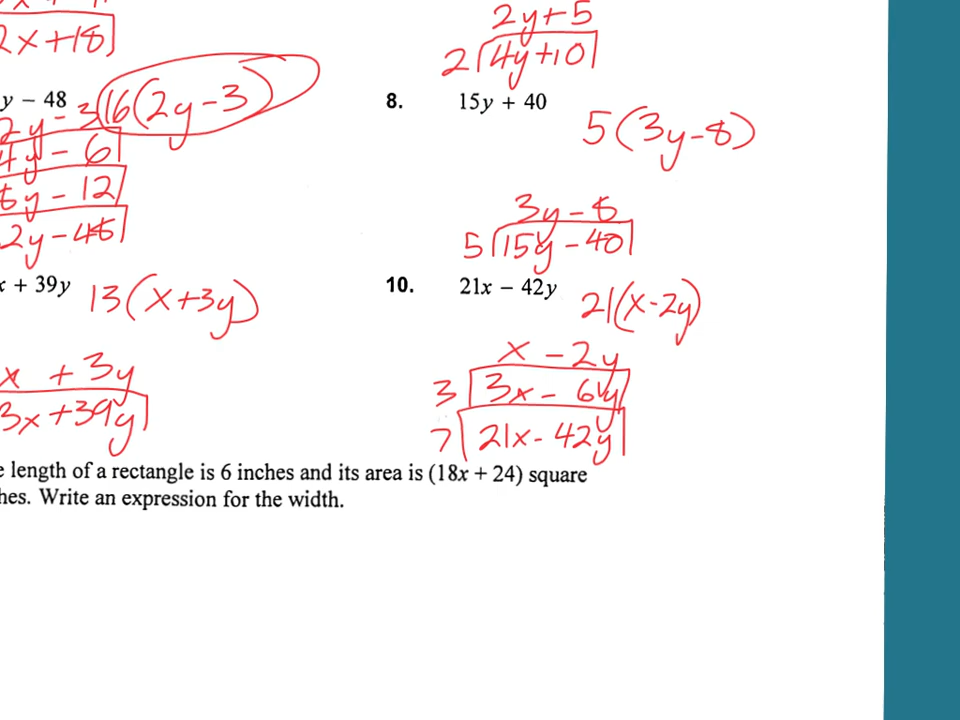 2x+18
2y+5
2 4y+10
y − 48 16(2y-3)
8. 15y + 40 5(3y-8)
2y-3
4y-6
6y-12
2y-48
3y-8
5 15y-40
x + 39y 13(x+3y)
10. 21x − 42y 21(x-2y)
x+3y
3x+39y
x-2y
3 3x-6y
7 21x-42y
e length of a rectangle is 6 inches and its area is (18x + 24) square
hes. Write an expression for the width.